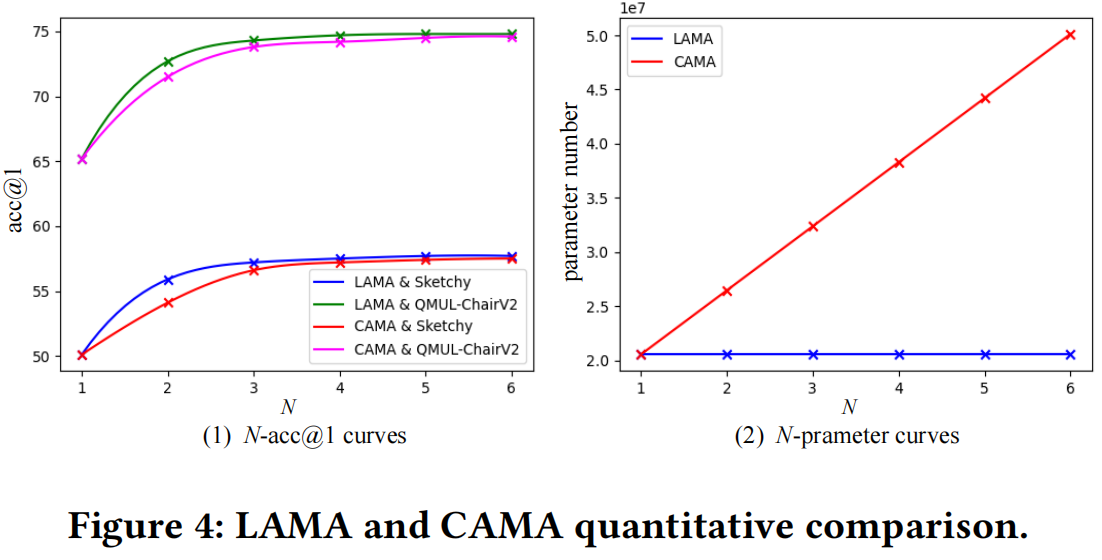 75
70
65
60
55
50
acc@1
LAMA & Sketchy
LAMA & QMUL-ChairV2
CAMA & Sketchy
CAMA & QMUL-ChairV2
1 2 3 4 5 6
N
(1) N-acc@1 curves
1e7
5.0
4.5
4.0
3.5
3.0
2.5
2.0
parameter number
LAMA
CAMA
1 2 3 4 5 6
N
(2) N-prameter curves
Figure 4: LAMA and CAMA quantitative comparison.